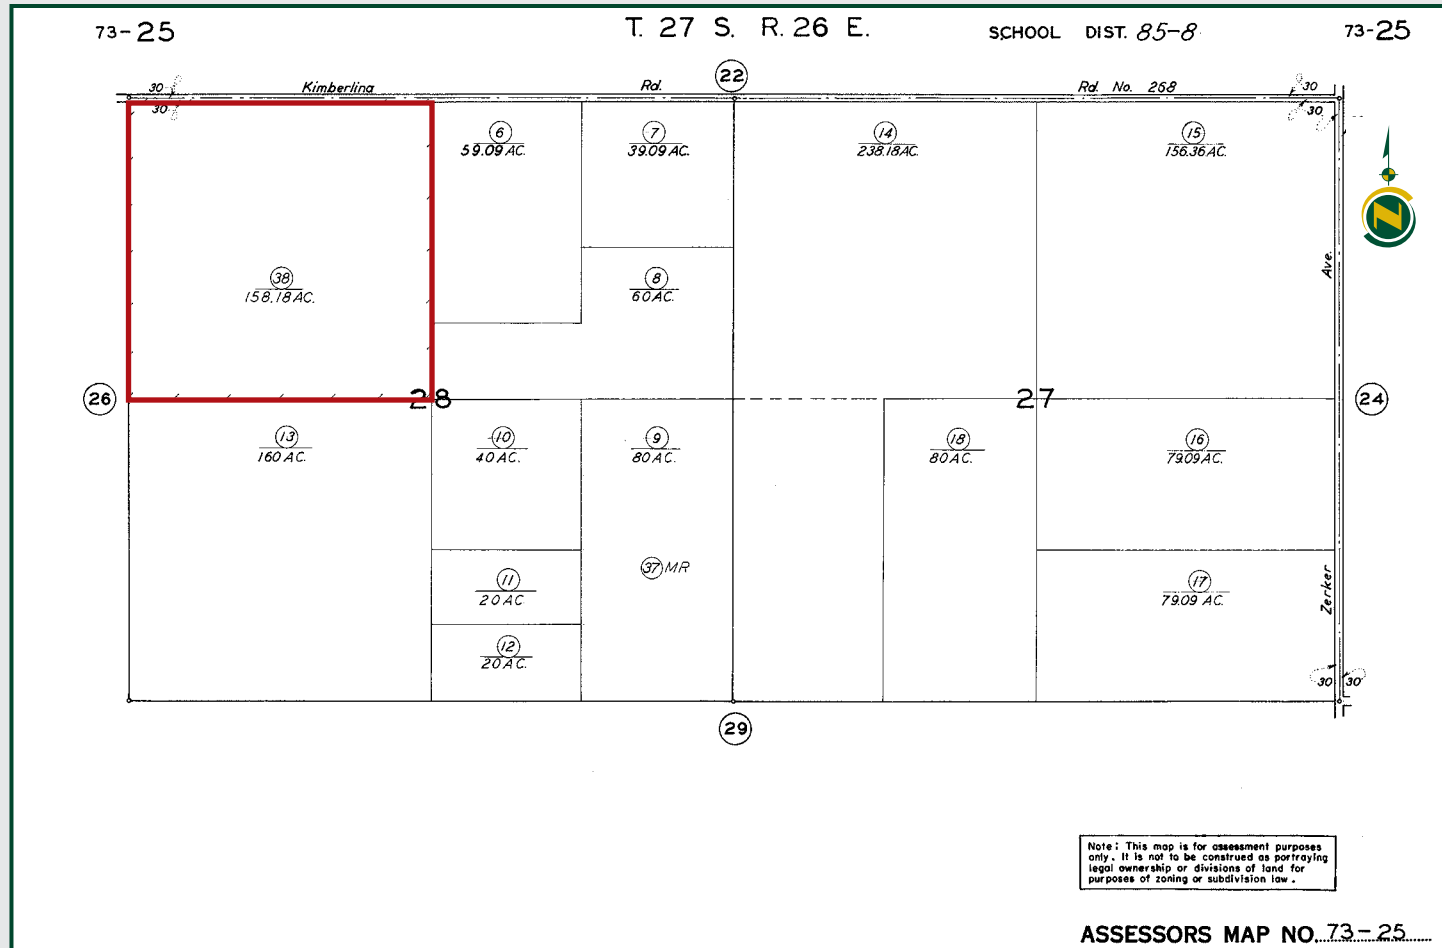 73-25
T. 27 S. R. 26 E.
SCHOOL DIST. 85-8
73-25
22
30
Kimberlina
Rd.
Rd. No. 268
30
30
30
6
59.09 AC.
7
39.09 AC.
14
238.18 AC.
15
156.36 AC.
N
Ave.
38
158.18 AC.
8
60 AC.
26
28
27
24
13
160 AC.
10
40 AC.
9
80 AC.
18
80 AC.
16
79.09 AC.
37 MR
11
20 AC.
17
79.09 AC.
Zerker
12
20 AC.
30
30
29
Note: This map is for assessment purposes
only. It is not to be construed as portraying
legal ownership or divisions of land for
purposes of zoning or subdivision law.
ASSESSORS MAP NO. 73-25